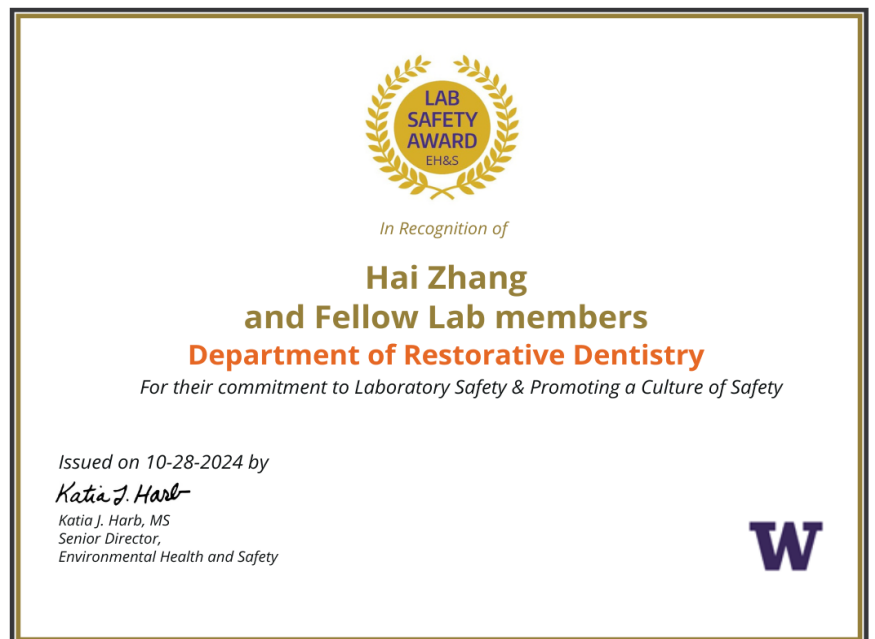 LAB
SAFETY
AWARD
EH&S
In Recognition of
Hai Zhang
and Fellow Lab members
Department of Restorative Dentistry
For their commitment to Laboratory Safety & Promoting a Culture of Safety
Issued on 10-28-2024 by
Katia J. Harb
Katia J. Harb, MS
Senior Director,
Environmental Health and Safety
W